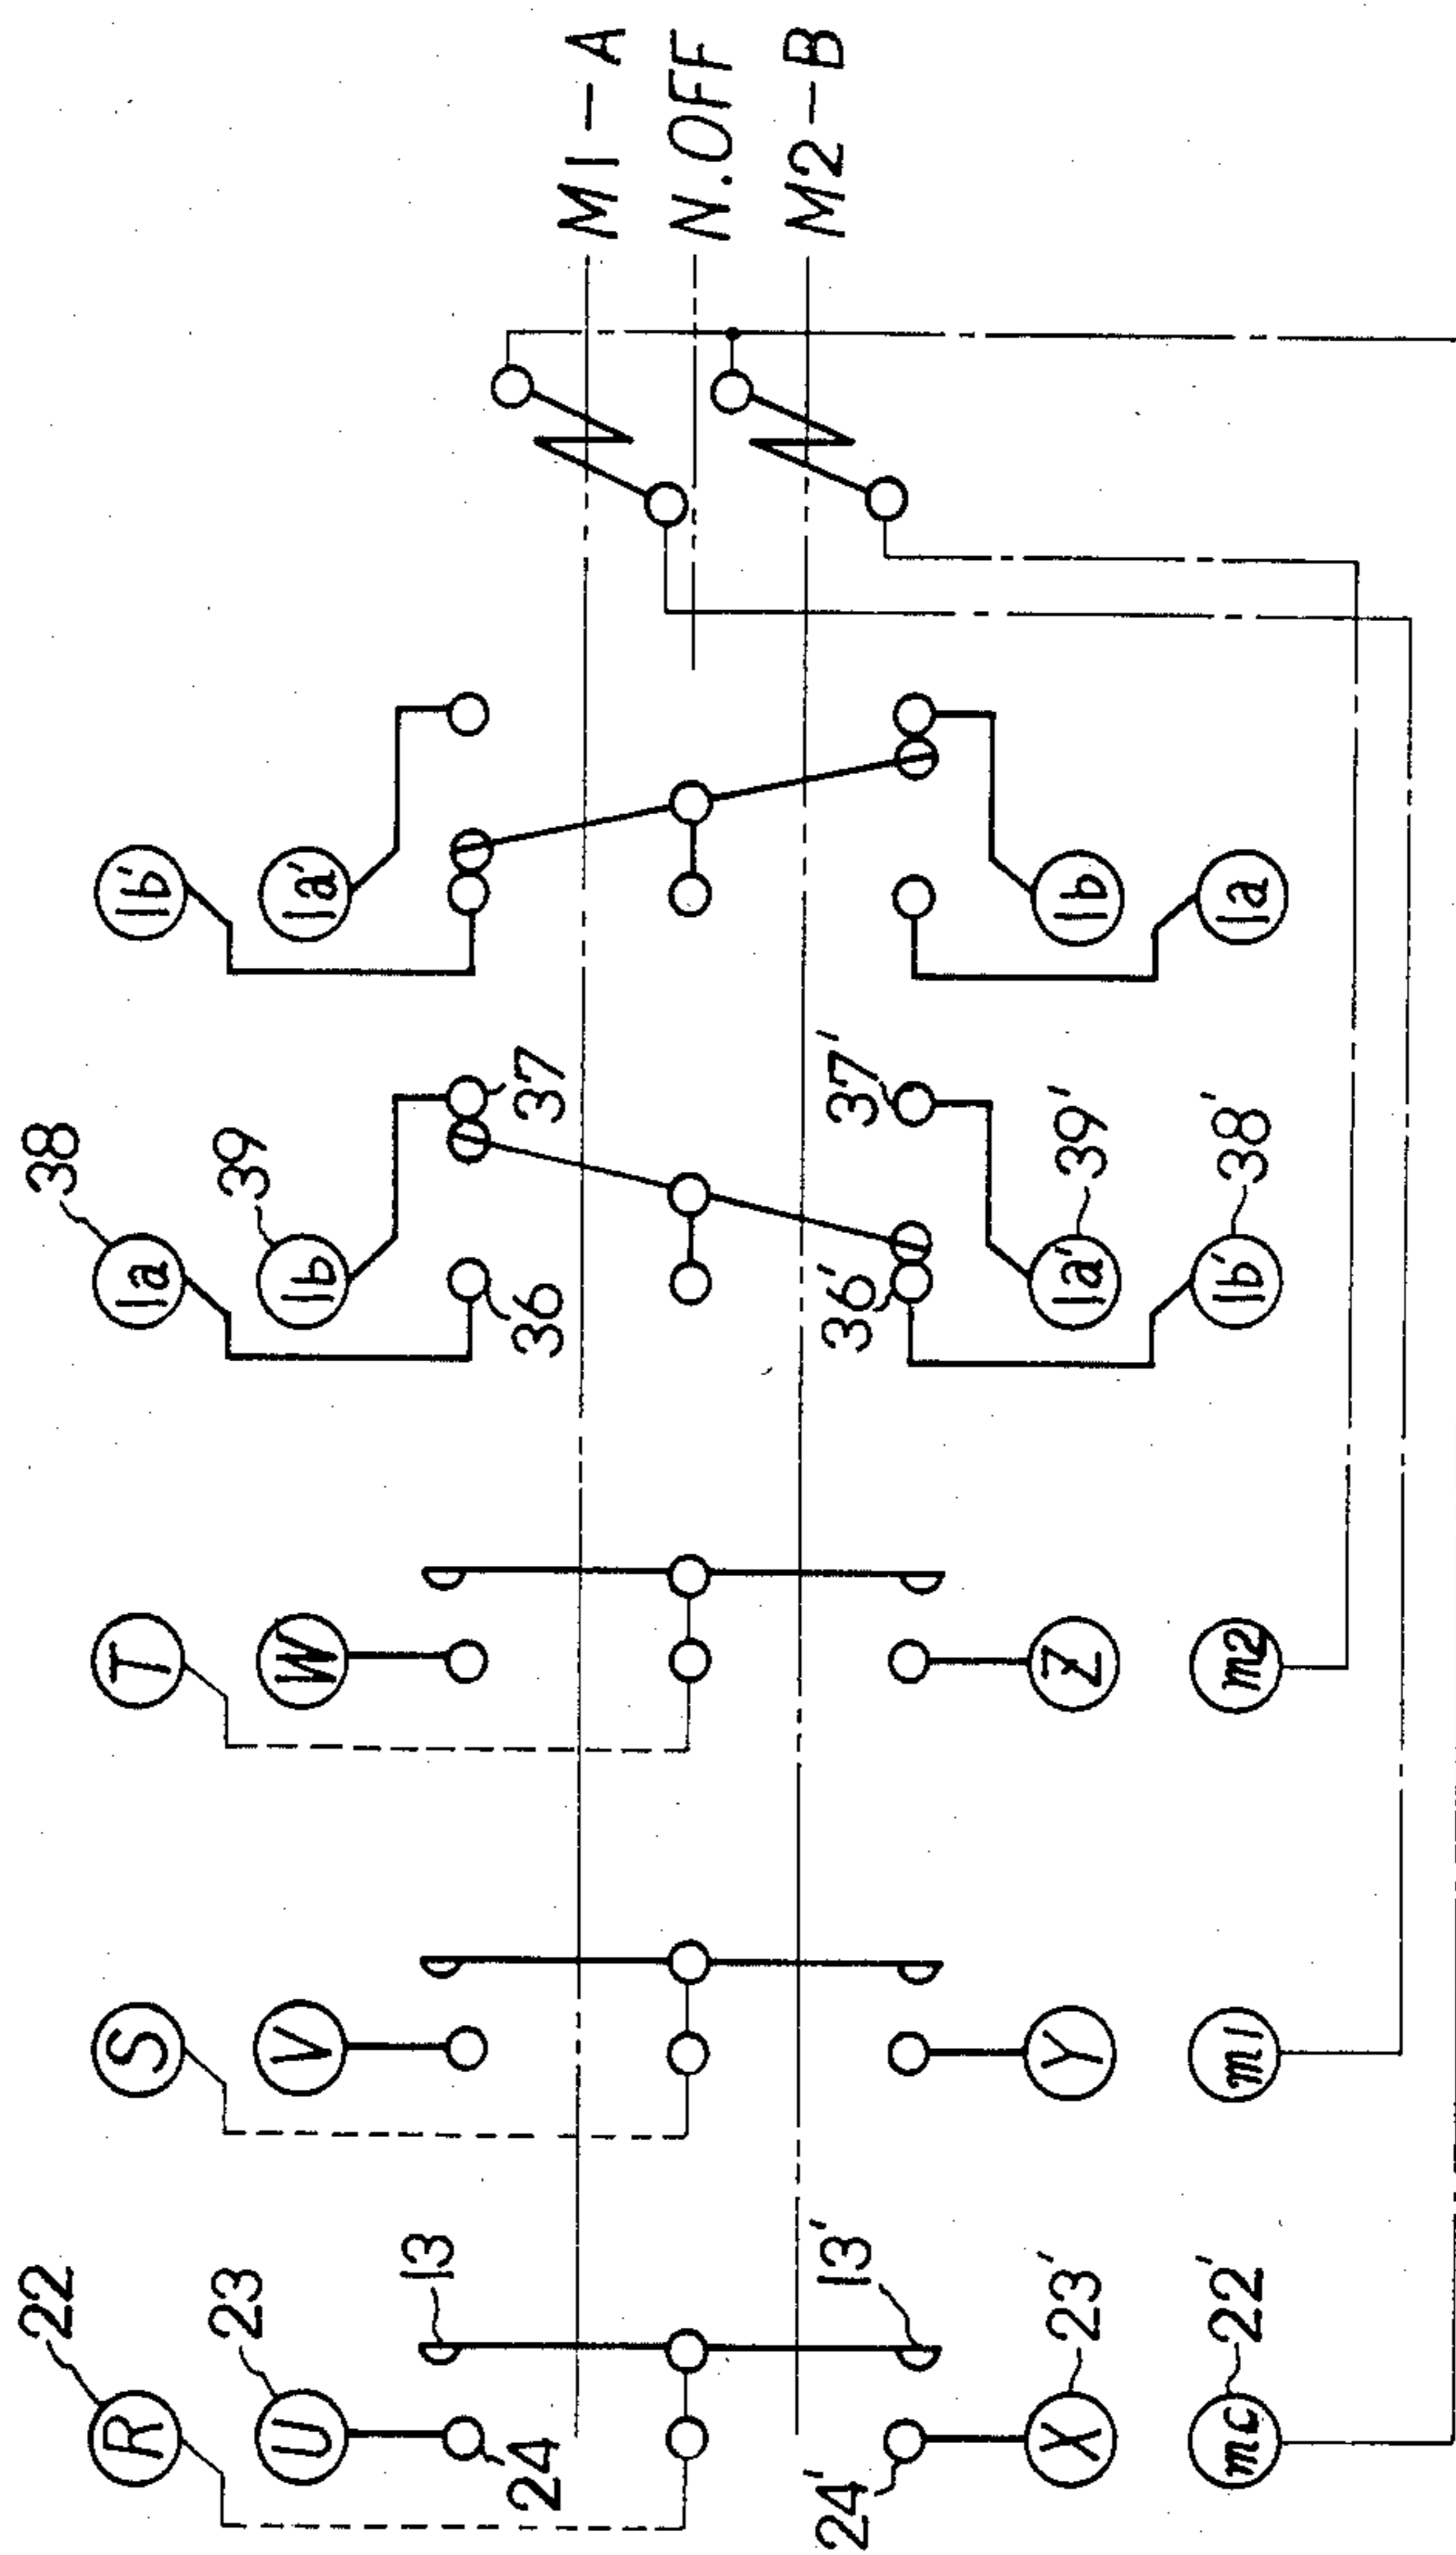 22 38
R S T 1a 1b'
23 39
U V W 1b 1a'
13
24 36 37
M1-A
N.OFF
M2-B
24' 13' 36' 37'
X Y Z 1a' 1b
23' 39'
mc m1 m2 1b' 1a
22' 38'